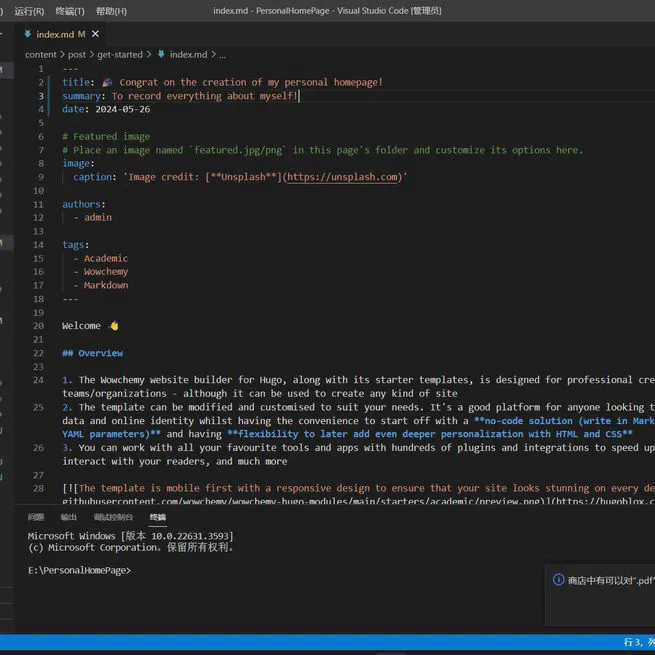 运行(R) 终端(T) 帮助(H) index.md - PersonalHomePage - Visual Studio Code [管理员]
index.md M
content > post > get-started > index.md > ...
1 ---
2 title: 🎉 Congrat on the creation of my personal homepage!
3 summary: To record everything about myself!
4 date: 2024-05-26
5
6 # Featured image
7 # Place an image named `featured.jpg/png` in this page's folder and customize its options here.
8 image:
9 caption: 'Image credit: [**Unsplash**](https://unsplash.com)'
10
11 authors:
12 - admin
13
14 tags:
15 - Academic
16 - Wowchemy
17 - Markdown
18 ---
19
20 Welcome 👋
21
22 ## Overview
23
24 1. The Wowchemy website builder for Hugo, along with its starter templates, is designed for professional cre
teams/organizations - although it can be used to create any kind of site
25 2. The template can be modified and customised to suit your needs. It's a good platform for anyone looking t
data and online identity whilst having the convenience to start off with a **no-code solution (write in Mark
YAML parameters)** and having **flexibility to later add even deeper personalization with HTML and CSS**
26 3. You can work with all your favourite tools and apps with hundreds of plugins and integrations to speed up
interact with your readers, and much more
27
28 [![The template is mobile first with a responsive design to ensure that your site looks stunning on every de
githubusercontent.com/wowchemy/wowchemy-hugo-modules/main/starters/academic/preview.png)](https://hugoblox.c
问题 输出 调试控制台 终端
Microsoft Windows [版本 10.0.22631.3593]
(c) Microsoft Corporation。保留所有权利。
E:\PersonalHomePage>
商店中有可以对".pdf"
行 3，